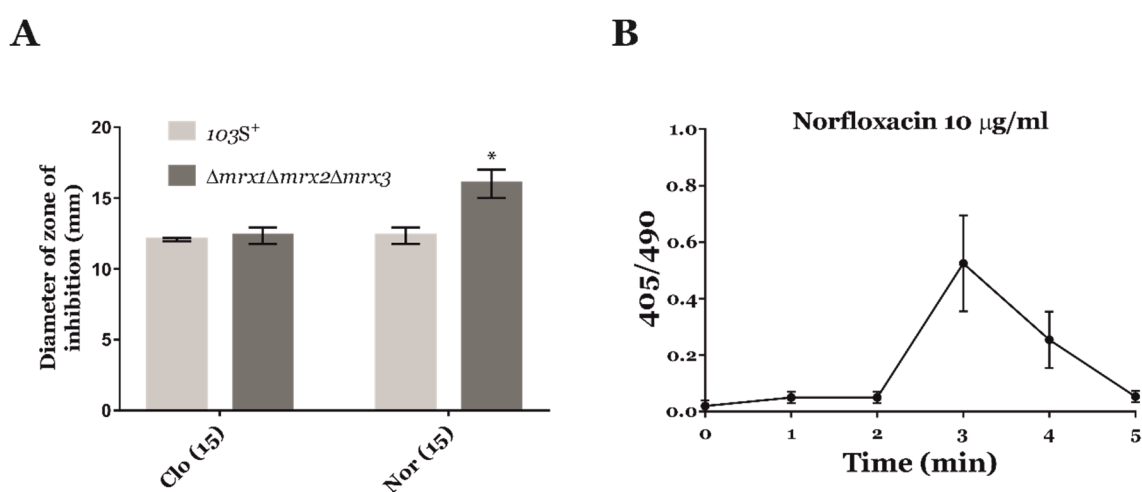 A
Diameter of zone of
inhibition (mm)
20
15
10
5
0
103S⁺
Δmrx1Δmrx2Δmrx3
*
Clo (15)
Nor (15)
B
Norfloxacin 10 μg/ml
405/490
1.0
0.8
0.6
0.4
0.2
0.0
0 1 2 3 4 5
Time (min)